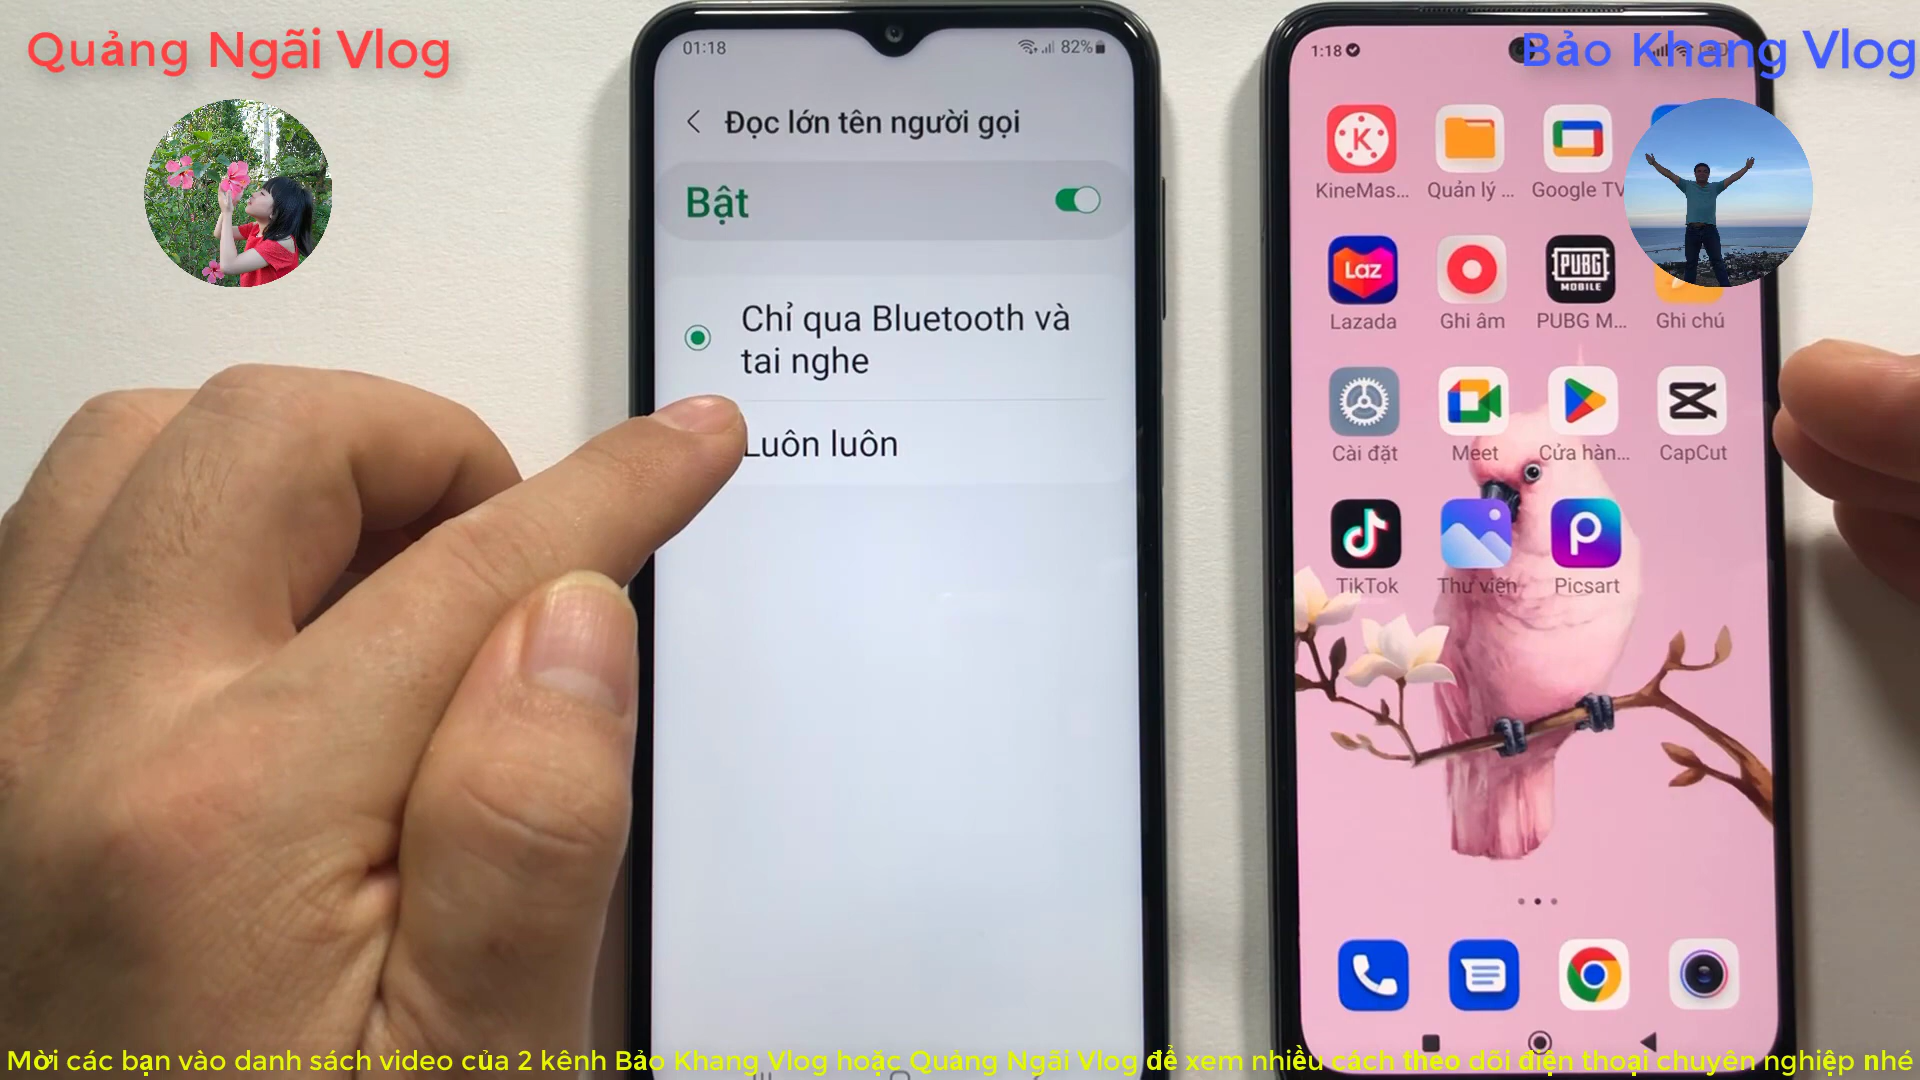 Quảng Ngãi Vlog
Bảo Khang Vlog
01:18
82%
Đọc lớn tên người gọi
Bật
Chỉ qua Bluetooth và
tai nghe
Luôn luôn
1:18
KineMas...
Quản lý ...
Google TV
Lazada
Ghi âm
PUBG M...
Ghi chú
Laz
PUBG
MOBILE
Cài đặt
Meet
Cửa hàn...
CapCut
TikTok
Thư viện
Picsart
Mời các bạn vào danh sách video của 2 kênh Bảo Khang Vlog hoặc Quảng Ngãi Vlog để xem nhiều cách theo dõi điện thoại chuyên nghiệp nhé